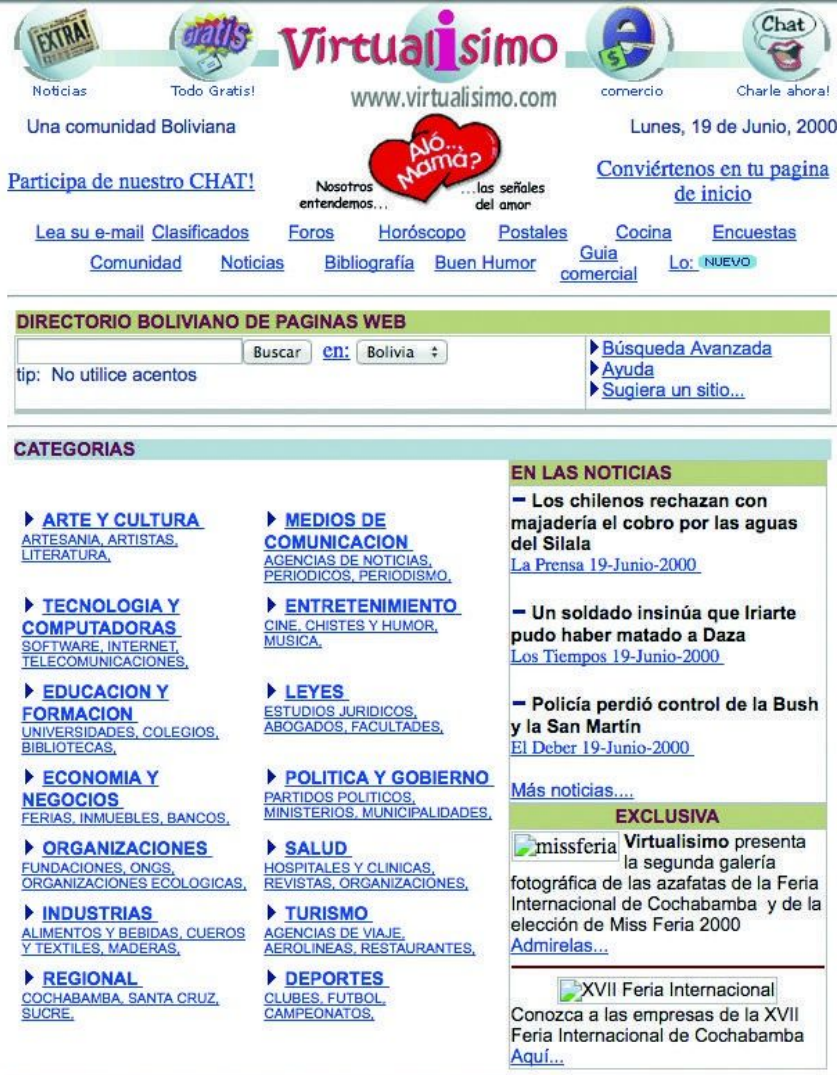 EXTRA!
gratis
Virtualísimo
e
Chat
Noticias
Todo Gratis!
www.virtualisimo.com
comercio
Charle ahora!
Una comunidad Boliviana
Lunes, 19 de Junio, 2000
Aló...
Mamá?
Participa de nuestro CHAT!
Nosotros
entendemos...
...las señales
del amor
Conviértenos en tu pagina
de inicio
Lea su e-mail Clasificados Foros Horóscopo Postales Cocina Encuestas
Comunidad Noticias Bibliografía Buen Humor Guia
comercial Lo: NUEVO
DIRECTORIO BOLIVIANO DE PAGINAS WEB
Buscar en: Bolivia
tip: No utilice acentos
Búsqueda Avanzada
Ayuda
Sugiera un sitio...
CATEGORIAS
ARTE Y CULTURA
ARTESANIA, ARTISTAS,
LITERATURA,
TECNOLOGIA Y
COMPUTADORAS
SOFTWARE, INTERNET,
TELECOMUNICACIONES,
EDUCACION Y
FORMACION
UNIVERSIDADES, COLEGIOS,
BIBLIOTECAS,
ECONOMIA Y
NEGOCIOS
FERIAS, INMUEBLES, BANCOS,
ORGANIZACIONES
FUNDACIONES, ONGS,
ORGANIZACIONES ECOLOGICAS,
INDUSTRIAS
ALIMENTOS Y BEBIDAS, CUEROS
Y TEXTILES, MADERAS,
REGIONAL
COCHABAMBA, SANTA CRUZ,
SUCRE,
MEDIOS DE
COMUNICACION
AGENCIAS DE NOTICIAS,
PERIODICOS, PERIODISMO,
ENTRETENIMIENTO
CINE, CHISTES Y HUMOR,
MUSICA,
LEYES
ESTUDIOS JURIDICOS,
ABOGADOS, FACULTADES,
POLITICA Y GOBIERNO
PARTIDOS POLITICOS,
MINISTERIOS, MUNICIPALIDADES,
SALUD
HOSPITALES Y CLINICAS,
REVISTAS, ORGANIZACIONES,
TURISMO
AGENCIAS DE VIAJE,
AEROLINEAS, RESTAURANTES,
DEPORTES
CLUBES, FUTBOL,
CAMPEONATOS,
EN LAS NOTICIAS
– Los chilenos rechazan con
majadería el cobro por las aguas
del Silala
La Prensa 19-Junio-2000
– Un soldado insinúa que Iriarte
pudo haber matado a Daza
Los Tiempos 19-Junio-2000
– Policía perdió control de la Bush
y la San Martín
El Deber 19-Junio-2000
Más noticias....
EXCLUSIVA
missferia Virtualisimo presenta
la segunda galería
fotográfica de las azafatas de la Feria
Internacional de Cochabamba y de la
elección de Miss Feria 2000
Admirelas...
XVII Feria Internacional
Conozca a las empresas de la XVII
Feria Internacional de Cochabamba
Aquí...